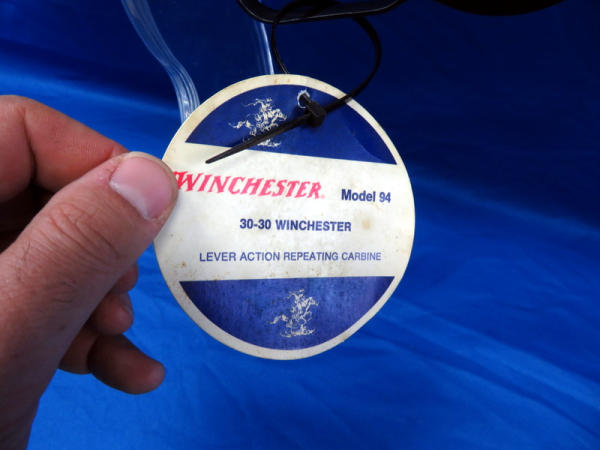 WINCHESTER® Model 94
30-30 WINCHESTER
LEVER ACTION REPEATING CARBINE